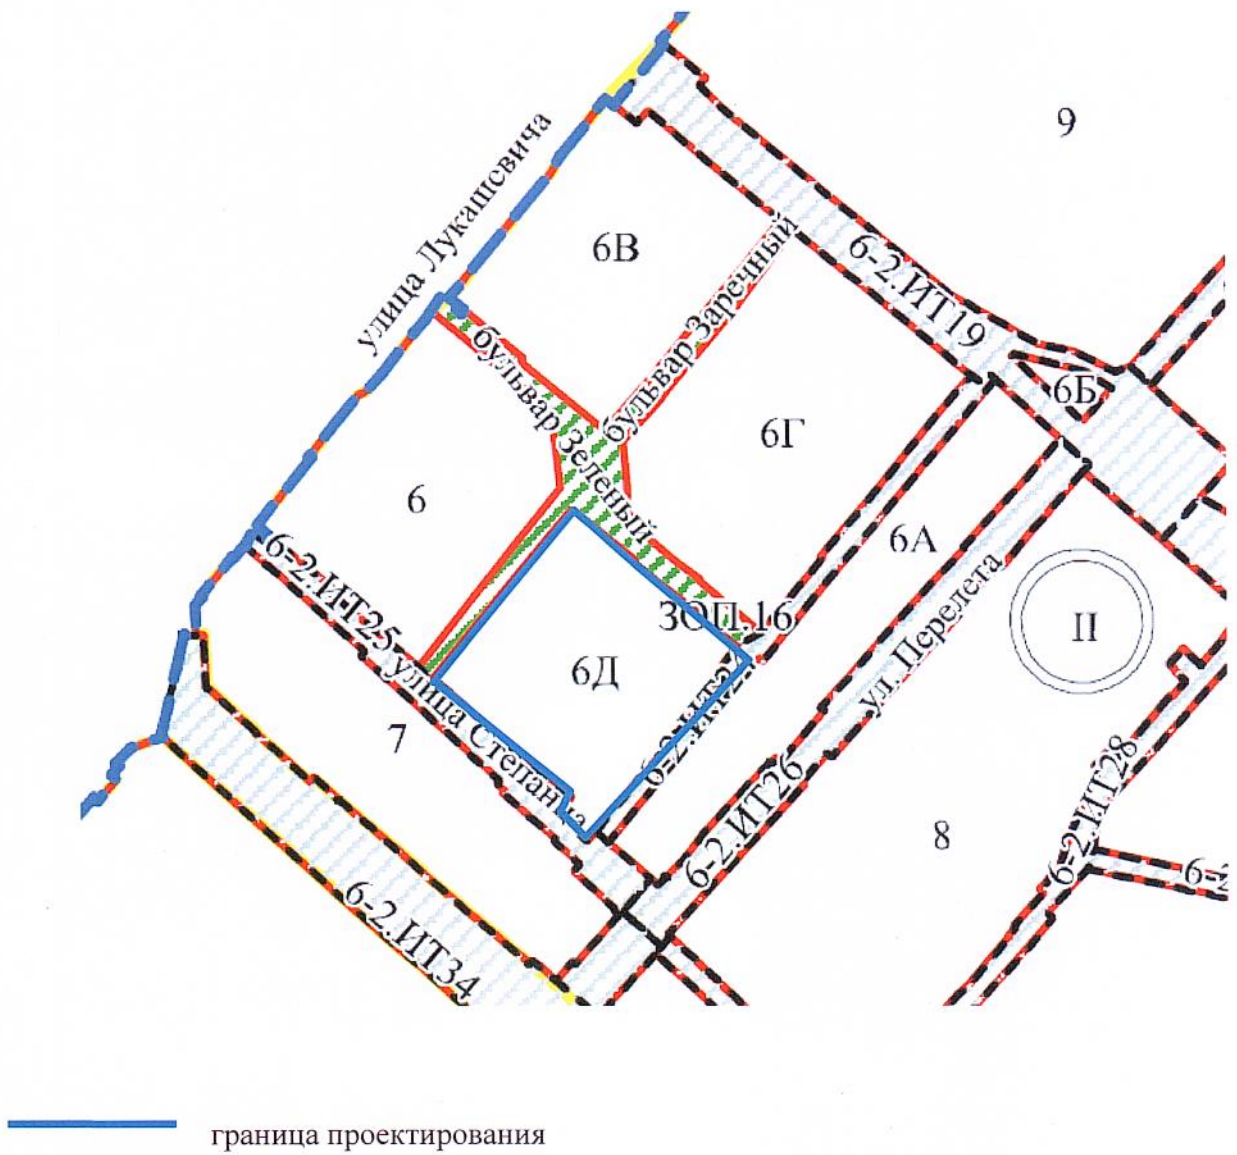 9
улица Лукашевича
6В
бульвар Заречный
6-2.ИТ19
бульвар Зеленый
6Б
6Г
6
6А
6-2.ИТ25
ЗОП.16
ул. Перелета
II
6Д
улица Степанца
7
6-2.ИТ26
6-2.ИТ28
8
6-2
6-2.ИТ34
граница проектирования